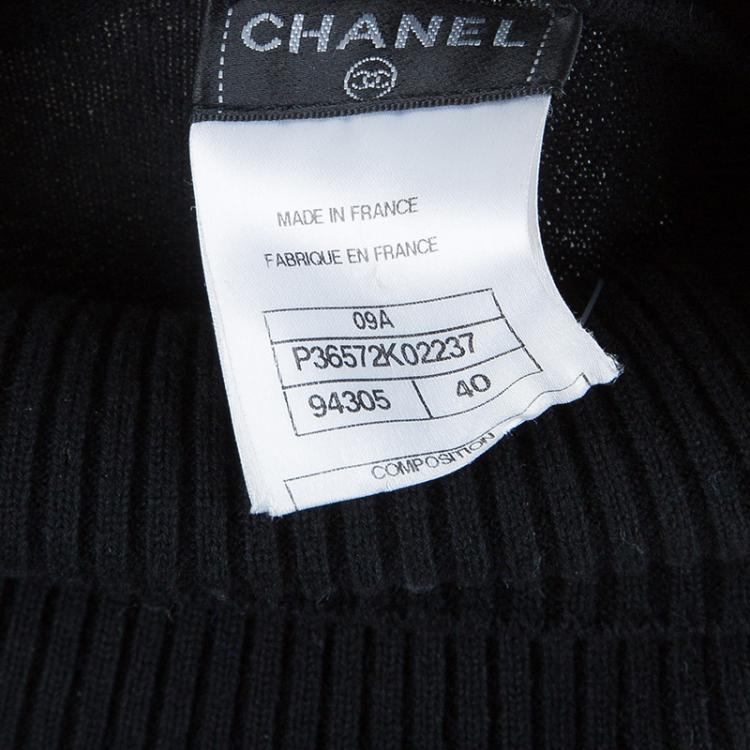 CHANEL
MADE IN FRANCE
FABRIQUE EN FRANCE
09A
P36572K02237
94305 40
COMPOSITION